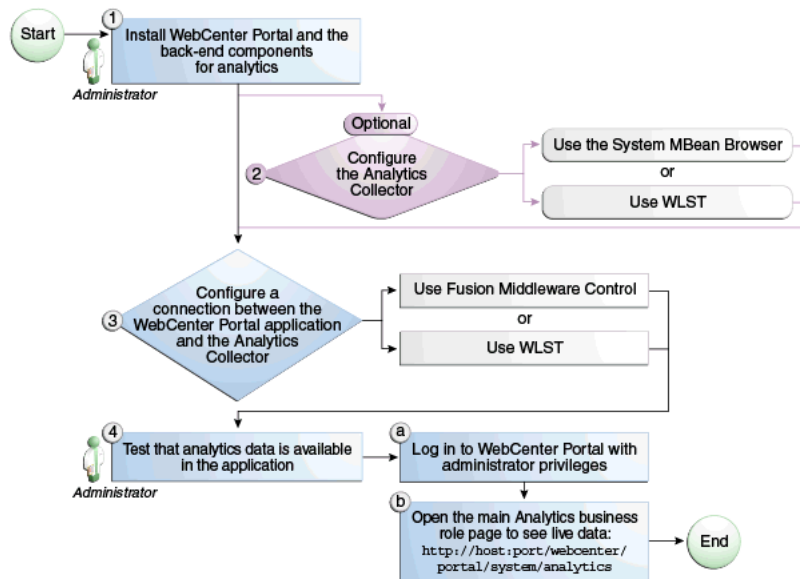 Start
1
Install WebCenter Portal and the
back-end components
for analytics
Administrator
Optional
2
Configure
the Analytics
Collector
Use the System MBean Browser
or
Use WLST
3
Configure a
connection between the
WebCenter Portal application
and the Analytics
Collector
Use Fusion Middleware Control
or
Use WLST
4
Test that analytics data is available
in the application
Administrator
a
Log in to WebCenter Portal with
administrator privileges
b
Open the main Analytics business
role page to see live data:
http://host:port/webcenter/
portal/system/analytics
End